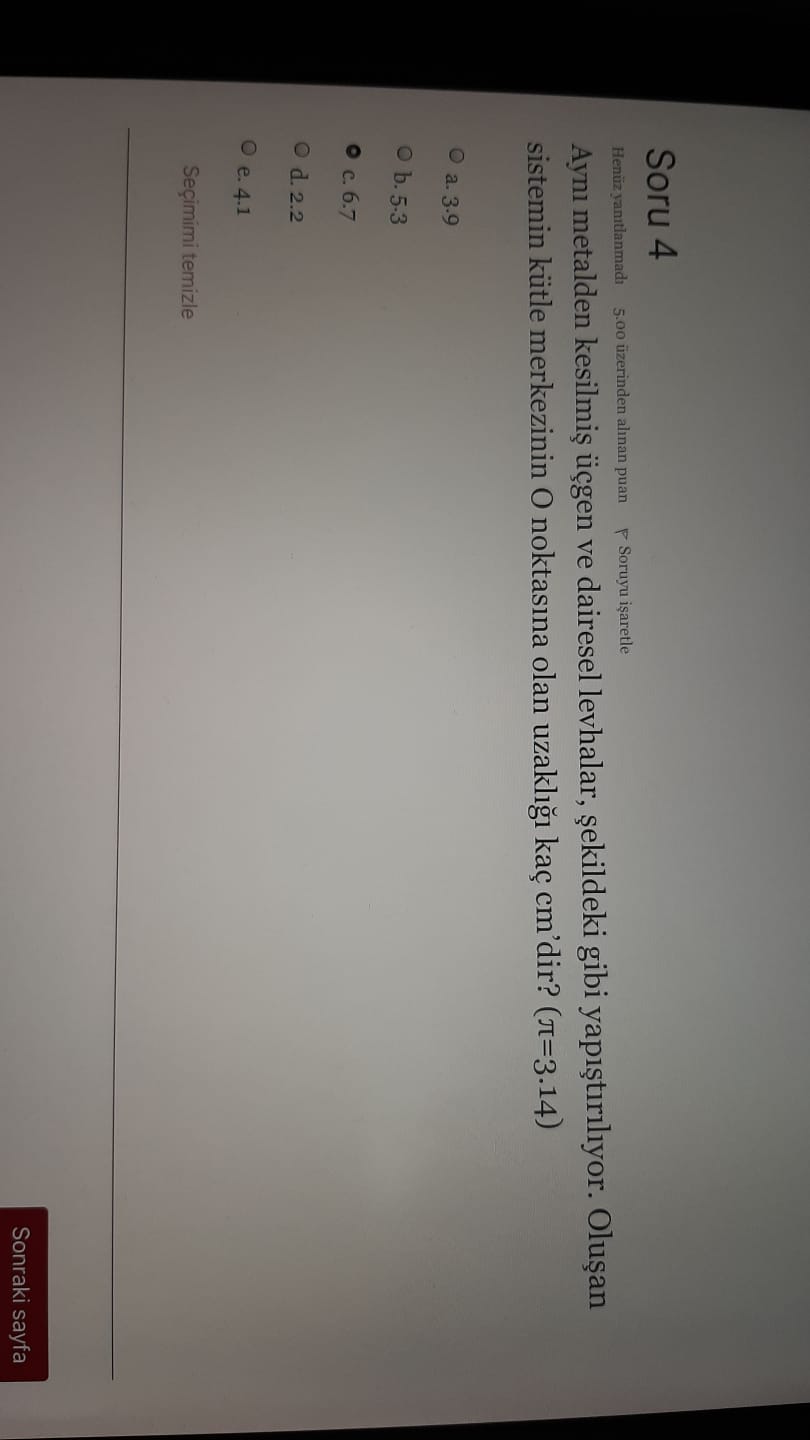 Soru 4
Henüz yanıtlanmadı 5.00 üzerinden alınan puan Soruyu işaretle
Aynı metalden kesilmiş üçgen ve dairesel levhalar, şekildeki gibi yapıştırılıyor. Oluşan
sistemin kütle merkezinin O noktasına olan uzaklığı kaç cm’dir? (π=3.14)
a. 3.9
b. 5.3
c. 6.7
d. 2.2
e. 4.1
Seçimimi temizle
Sonraki sayfa